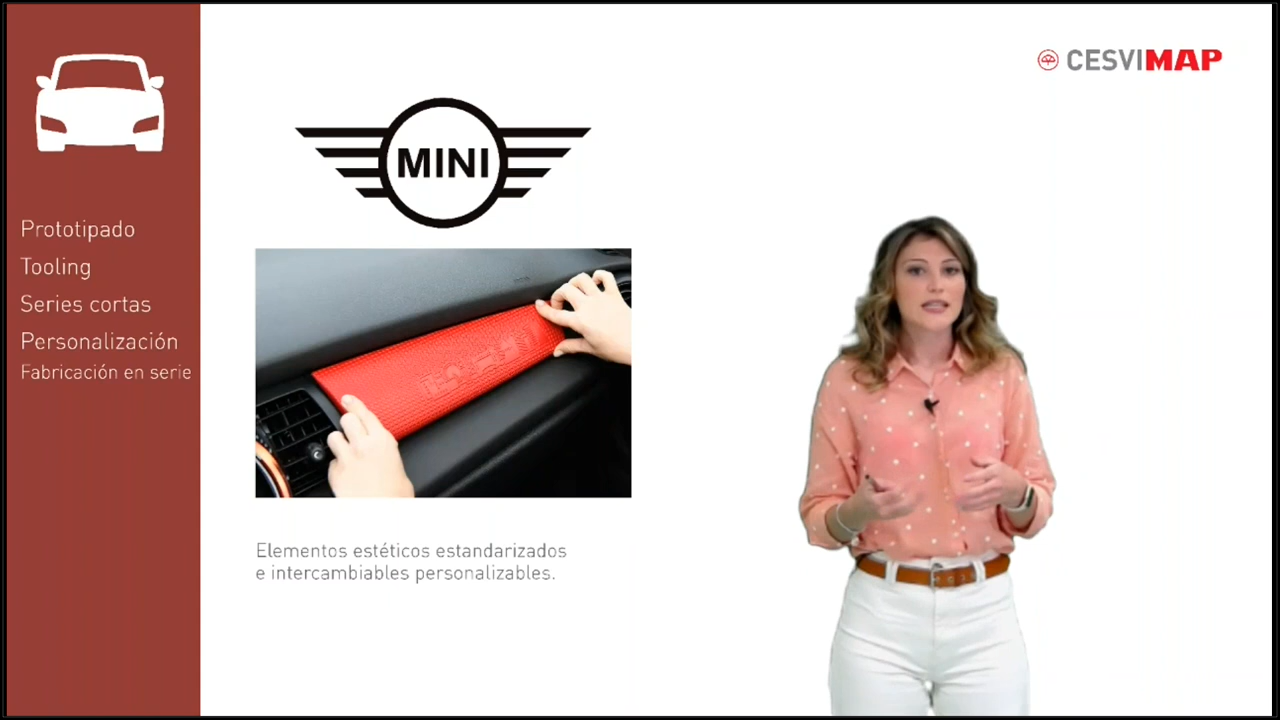 CESVIMAP
MINI
Prototipado
Tooling
Series cortas
Personalización
Fabricación en serie
Elementos estéticos estandarizados
e intercambiables personalizables.